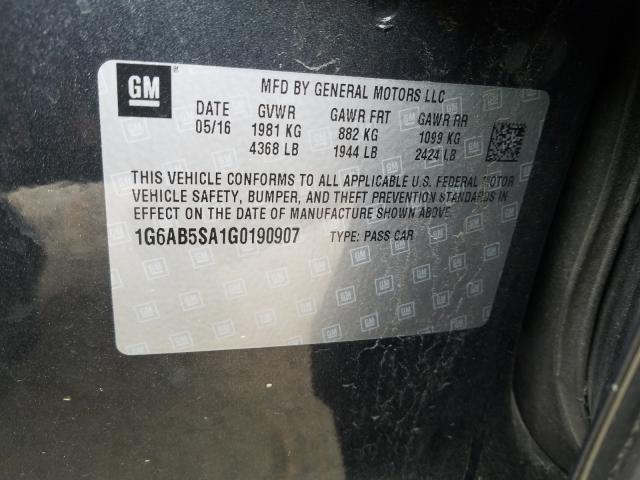 GM
MFD BY GENERAL MOTORS LLC
DATE GVWR GAWR FRT GAWR RR
05/16 1981 KG 882 KG 1099 KG
4368 LB 1944 LB 2424 LB
THIS VEHICLE CONFORMS TO ALL APPLICABLE U.S. FEDERAL MOTOR
VEHICLE SAFETY, BUMPER, AND THEFT PREVENTION STANDARDS IN
EFFECT ON THE DATE OF MANUFACTURE SHOWN ABOVE.
1G6AB5SA1G0190907 TYPE: PASS CAR